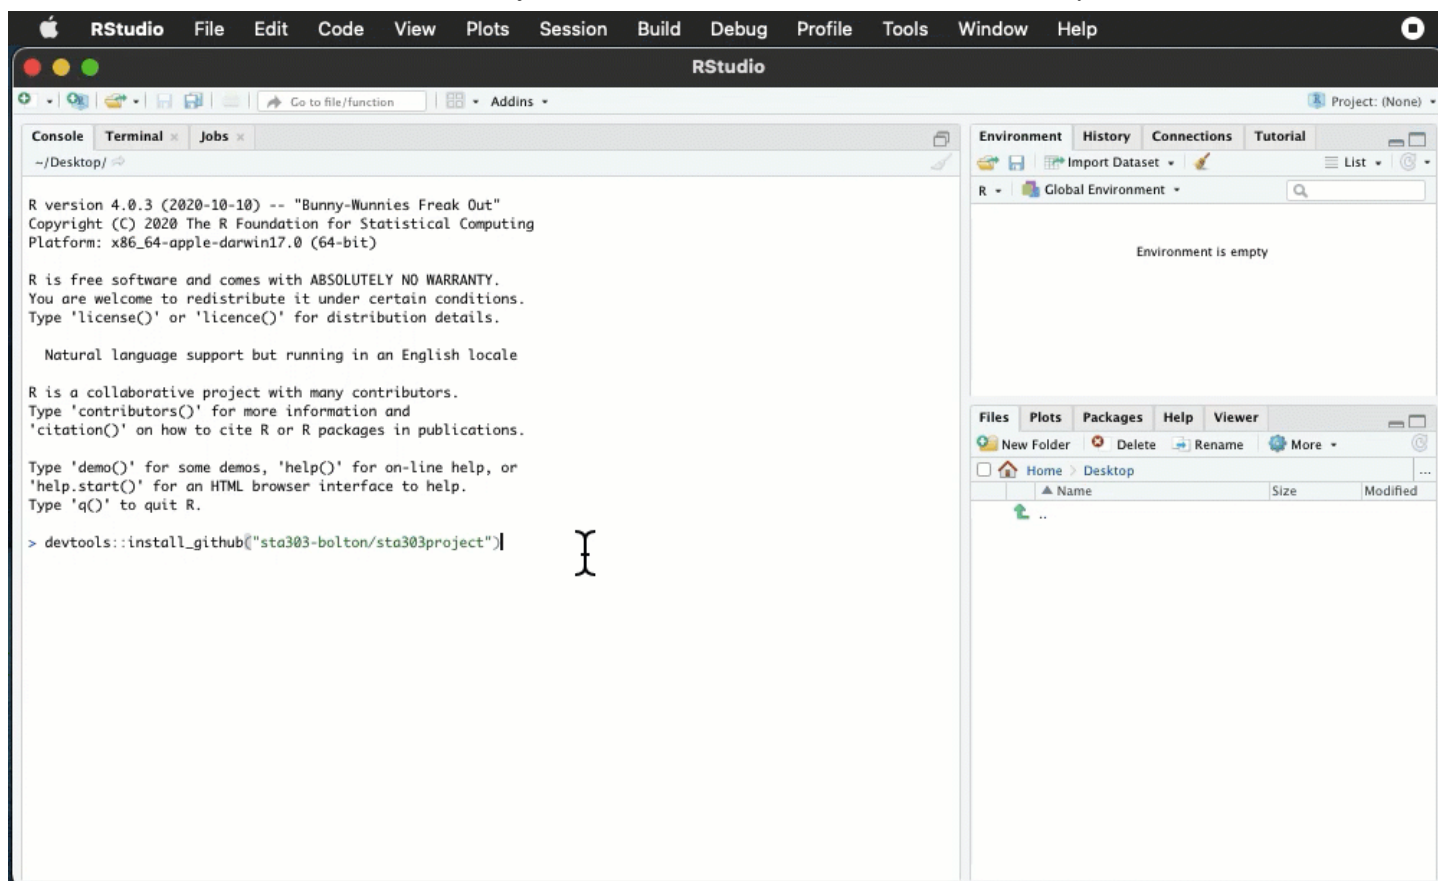 RStudio File Edit Code View Plots Session Build Debug Profile Tools Window Help
RStudio
Go to file/function Addins Project: (None)
Console Terminal Jobs
~/Desktop/
R version 4.0.3 (2020-10-10) -- "Bunny-Wunnies Freak Out"
Copyright (C) 2020 The R Foundation for Statistical Computing
Platform: x86_64-apple-darwin17.0 (64-bit)
R is free software and comes with ABSOLUTELY NO WARRANTY.
You are welcome to redistribute it under certain conditions.
Type 'license()' or 'licence()' for distribution details.
Natural language support but running in an English locale
R is a collaborative project with many contributors.
Type 'contributors()' for more information and
'citation()' on how to cite R or R packages in publications.
Type 'demo()' for some demos, 'help()' for on-line help, or
'help.start()' for an HTML browser interface to help.
Type 'q()' to quit R.
> devtools::install_github("sta303-bolton/sta303project")
Environment History Connections Tutorial
Import Dataset List
R Global Environment
Environment is empty
Files Plots Packages Help Viewer
New Folder Delete Rename More
Home Desktop ...
Name Size Modified
..